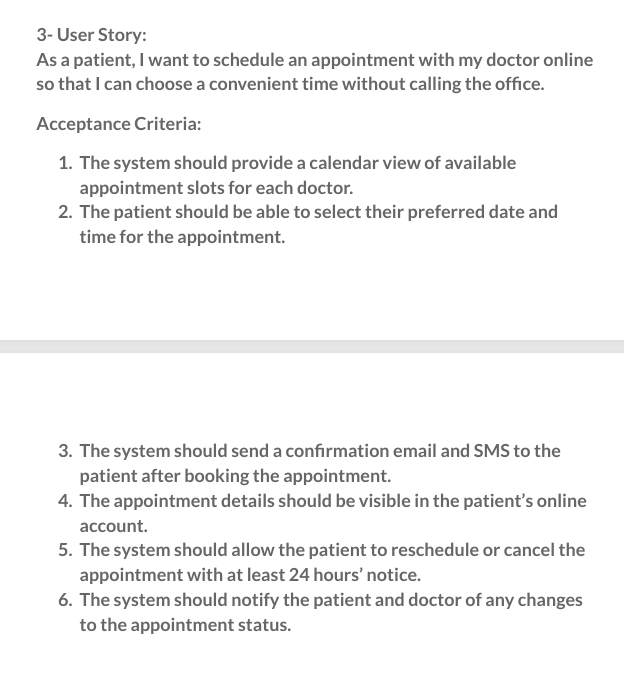 3- User Story:
As a patient, I want to schedule an appointment with my doctor online
so that I can choose a convenient time without calling the office.
Acceptance Criteria:
1. The system should provide a calendar view of available
appointment slots for each doctor.
2. The patient should be able to select their preferred date and
time for the appointment.
3. The system should send a confirmation email and SMS to the
patient after booking the appointment.
4. The appointment details should be visible in the patient’s online
account.
5. The system should allow the patient to reschedule or cancel the
appointment with at least 24 hours’ notice.
6. The system should notify the patient and doctor of any changes
to the appointment status.